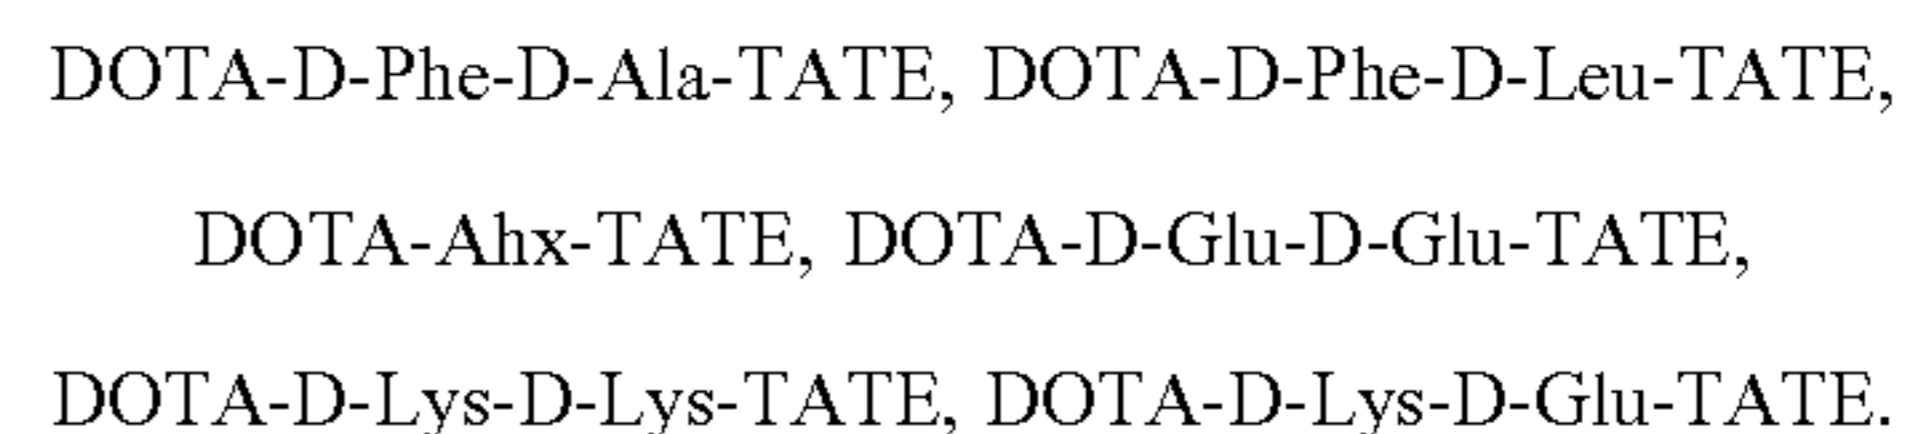 DOTA-D-Phe-D-Ala-TATE, DOTA-D-Phe-D-Leu-TATE,
DOTA-Ahx-TATE, DOTA-D-Glu-D-Glu-TATE,
DOTA-D-Lys-D-Lys-TATE, DOTA-D-Lys-D-Glu-TATE.